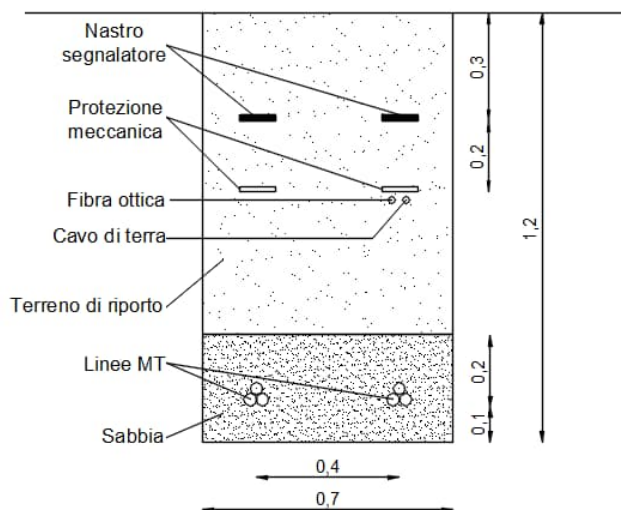 Nastro
segnalatore
Protezione
meccanica
Fibra ottica
Cavo di terra
Terreno di riporto
Linee MT
Sabbia
0,3
0,2
1,2
0,2
0,1
0,4
0,7